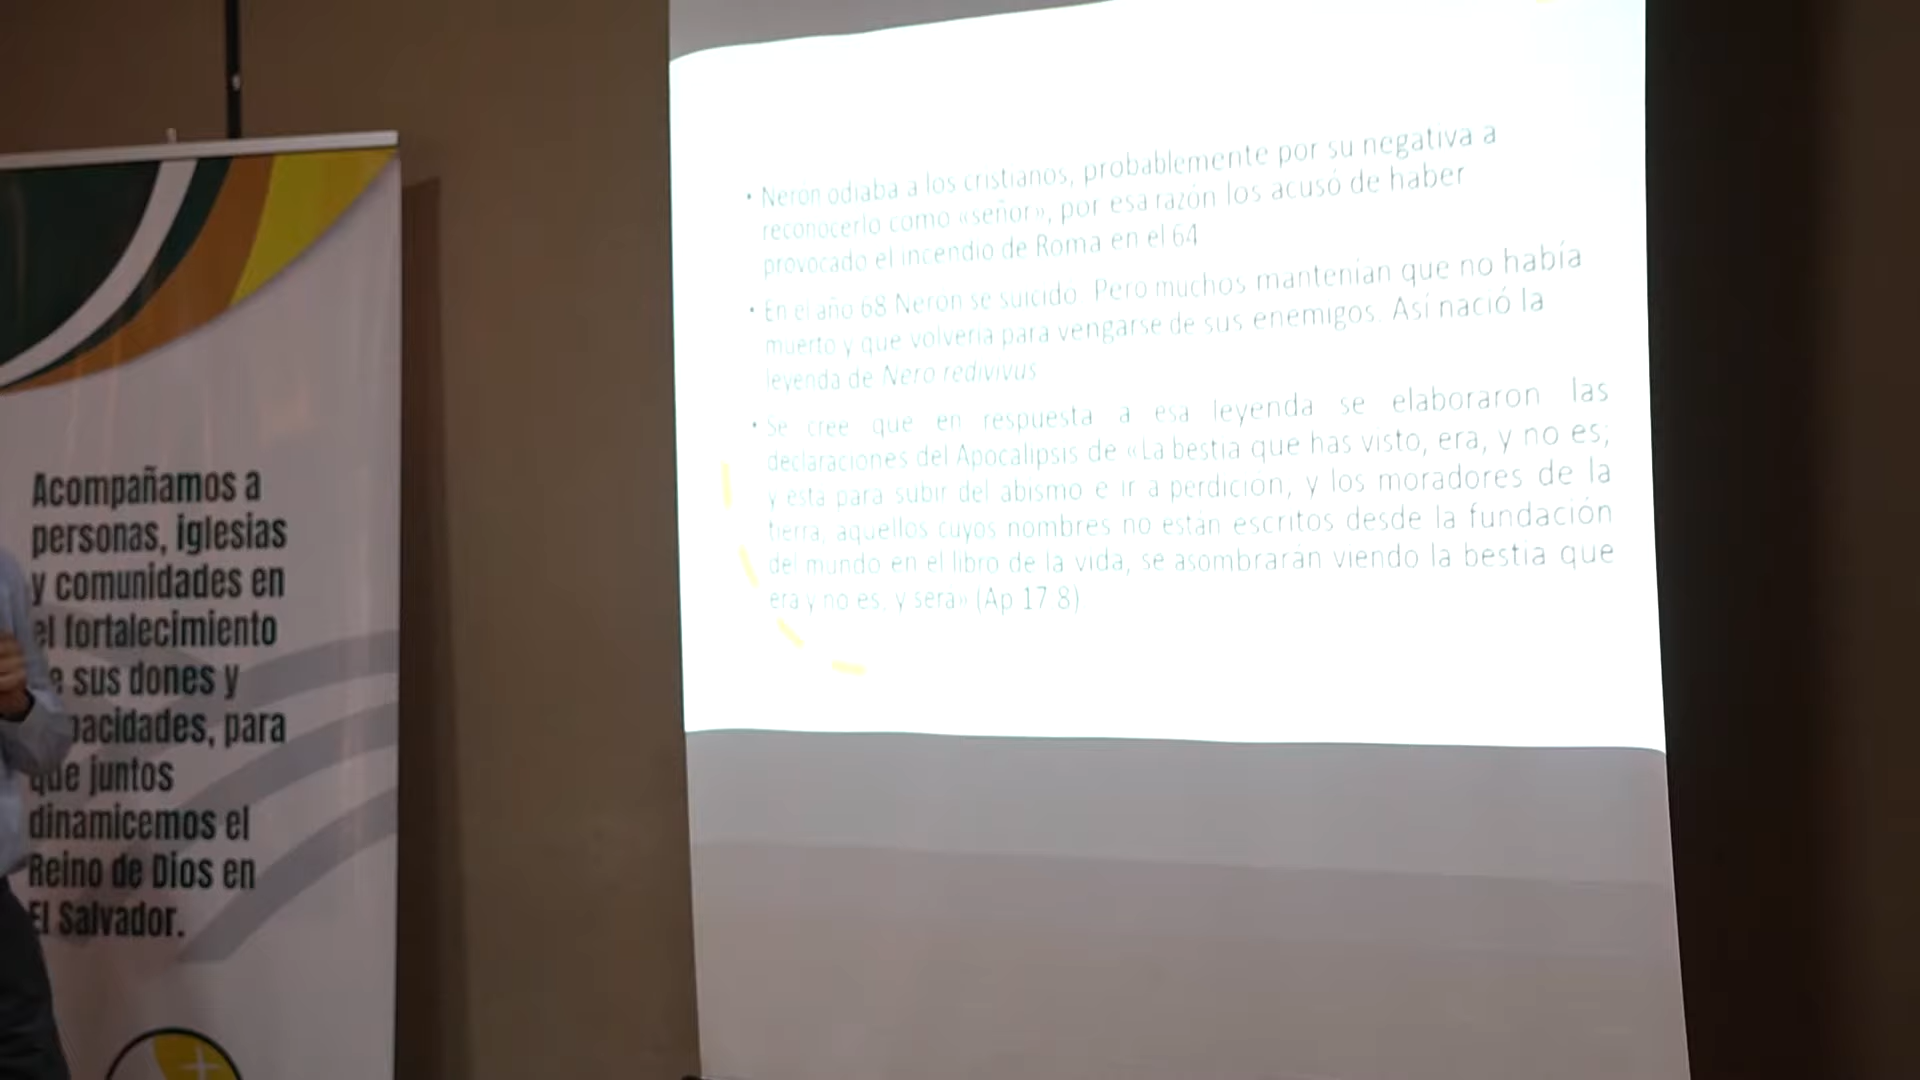 Acompañamos a
personas, iglesias
y comunidades en
el fortalecimiento
sus dones y
para
que juntos
dinamicemos el
Reino de Dios en
El Salvador.
• Nerón odiaba a los cristianos, probablemente por su negativa a
reconocerlo como «señor», por esa razón los acusó de haber
provocado el incendio de Roma en el 64
• En el año 68 Nerón se suicidó. Pero muchos mantenían que no había
muerto y que volvería para vengarse de sus enemigos. Así nació la
leyenda de Nero redivivus
• Se cree que en respuesta a esa leyenda se elaboraron las
declaraciones del Apocalipsis de «La bestia que has visto, era, y no es;
y está para subir del abismo e ir a perdición, y los moradores de la
tierra, aquellos cuyos nombres no están escritos desde la fundación
del mundo en el libro de la vida, se asombrarán viendo la bestia que
era y no es, y será» (Ap 17 8)